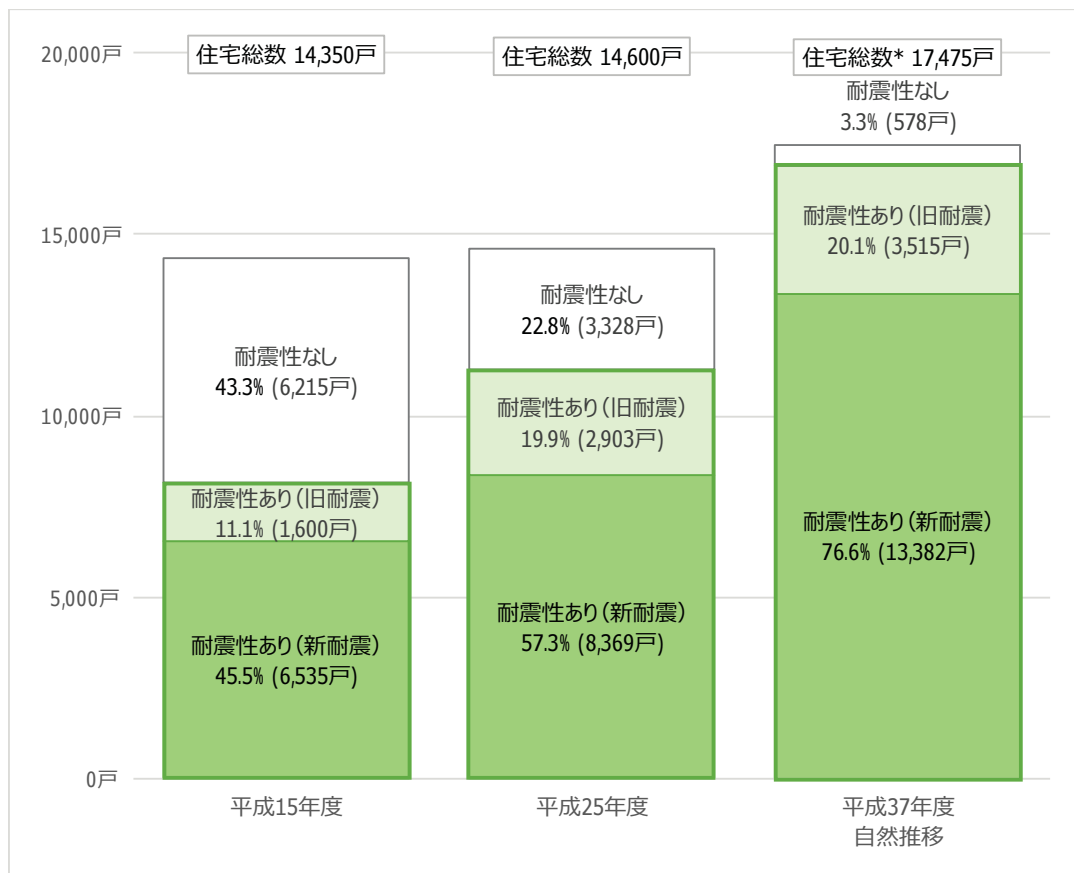 20,000戸
15,000戸
10,000戸
5,000戸
0戸
住宅総数 14,350戸
耐震性なし
43.3% (6,215戸)
耐震性あり(旧耐震)
11.1% (1,600戸)
耐震性あり(新耐震)
45.5% (6,535戸)
平成15年度
住宅総数 14,600戸
耐震性なし
22.8% (3,328戸)
耐震性あり(旧耐震)
19.9% (2,903戸)
耐震性あり(新耐震)
57.3% (8,369戸)
平成25年度
住宅総数* 17,475戸
耐震性なし
3.3% (578戸)
耐震性あり(旧耐震)
20.1% (3,515戸)
耐震性あり(新耐震)
76.6% (13,382戸)
平成37年度
自然推移